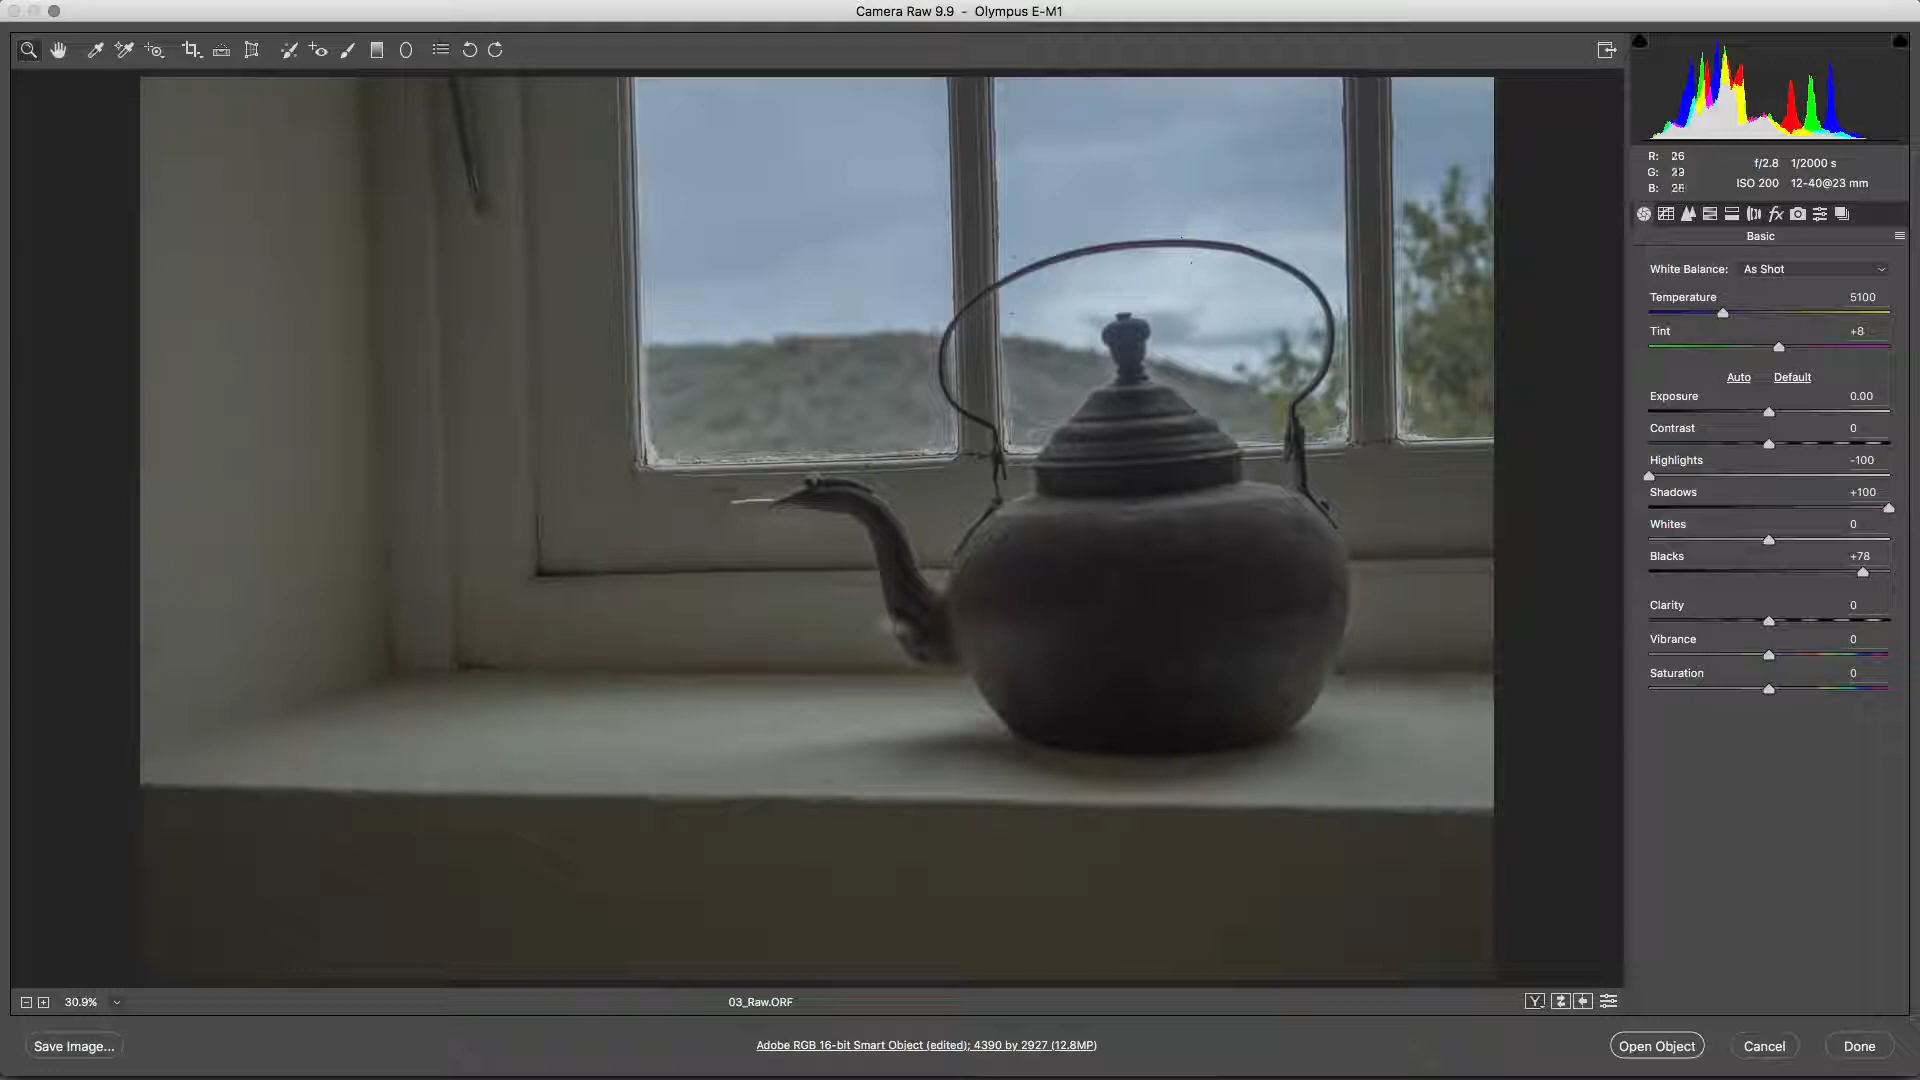 Camera Raw 9.9 - Olympus E-M1
R: 26
G: 23
B: 25
f/2.8 1/2000 s
ISO 200 12-40@23 mm
fx
Basic
White Balance: As Shot
Temperature 5100
Tint +8
Auto Default
Exposure 0.00
Contrast 0
Highlights -100
Shadows +100
Whites 0
Blacks +78
Clarity 0
Vibrance 0
Saturation 0
30.9%
03_Raw.ORF
Y
Save Image...
Adobe RGB 16-bit Smart Object (edited); 4390 by 2927 (12.8MP)
Open Object
Cancel
Done